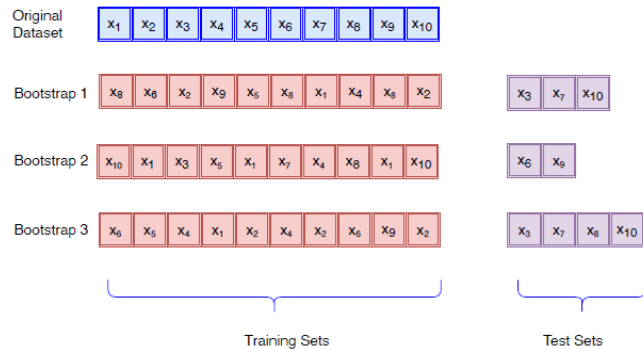 Original Dataset x1 x2 x3 x4 x5 x6 x7 x8 x9 x10
Bootstrap 1 x8 x6 x2 x9 x5 x8 x1 x4 x8 x2 x3 x7 x10
Bootstrap 2 x10 x1 x3 x5 x1 x7 x4 x8 x1 x10 x6 x9
Bootstrap 3 x6 x5 x4 x1 x2 x4 x2 x6 x9 x2 x3 x7 x8 x10
Training Sets Test Sets